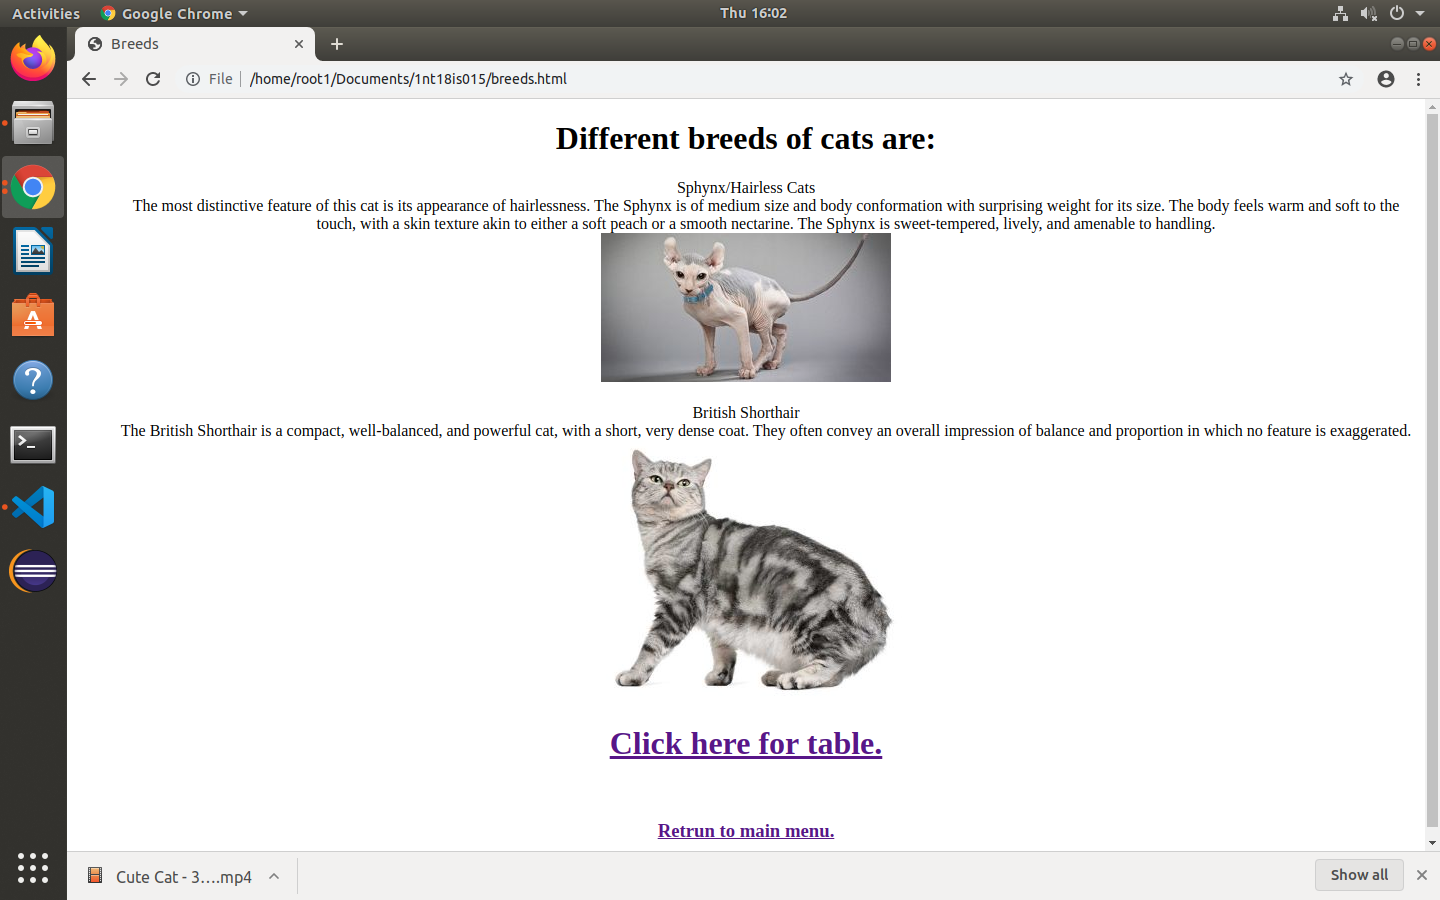 Activities
Google Chrome
Thu 16:02
Breeds
File
/home/root1/Documents/1nt18is015/breeds.html
Different breeds of cats are:
Sphynx/Hairless Cats
The most distinctive feature of this cat is its appearance of hairlessness. The Sphynx is of medium size and body conformation with surprising weight for its size. The body feels warm and soft to the
touch, with a skin texture akin to either a soft peach or a smooth nectarine. The Sphynx is sweet-tempered, lively, and amenable to handling.
British Shorthair
The British Shorthair is a compact, well-balanced, and powerful cat, with a short, very dense coat. They often convey an overall impression of balance and proportion in which no feature is exaggerated.
Click here for table.
Retrun to main menu.
Cute Cat - 3....mp4
Show all